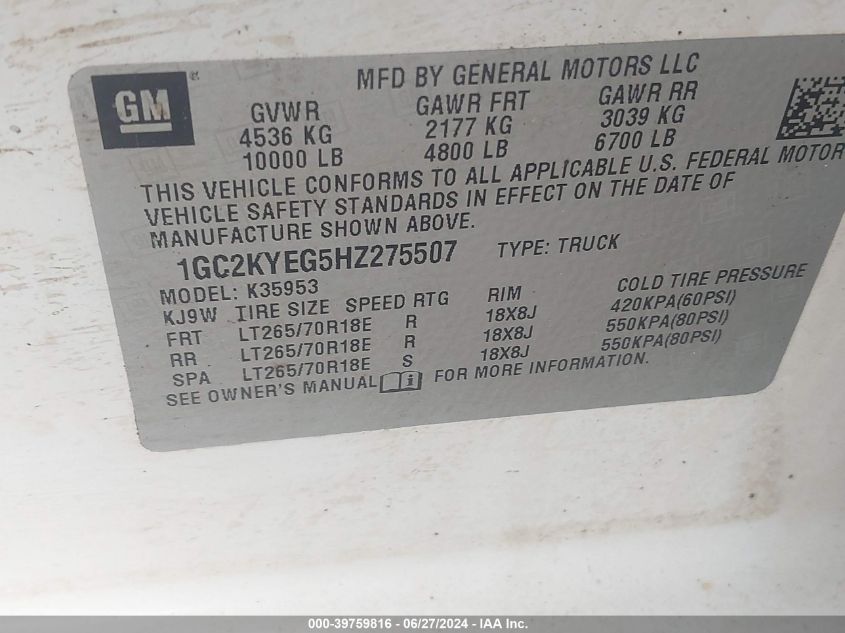 GM
MFD BY GENERAL MOTORS LLC
GVWR GAWR FRT GAWR RR
4536 KG 2177 KG 3039 KG
10000 LB 4800 LB 6700 LB
THIS VEHICLE CONFORMS TO ALL APPLICABLE U.S. FEDERAL MOTOR
VEHICLE SAFETY STANDARDS IN EFFECT ON THE DATE OF
MANUFACTURE SHOWN ABOVE.
1GC2KYEG5HZ275507 TYPE: TRUCK
MODEL: K35953
KJ9W TIRE SIZE SPEED RTG RIM COLD TIRE PRESSURE
FRT LT265/70R18E R 18X8J 420KPA(60PSI)
RR LT265/70R18E R 18X8J 550KPA(80PSI)
SPA LT265/70R18E S 18X8J 550KPA(80PSI)
SEE OWNER'S MANUAL FOR MORE INFORMATION.
000-39759816 - 06/27/2024 - IAAI.com